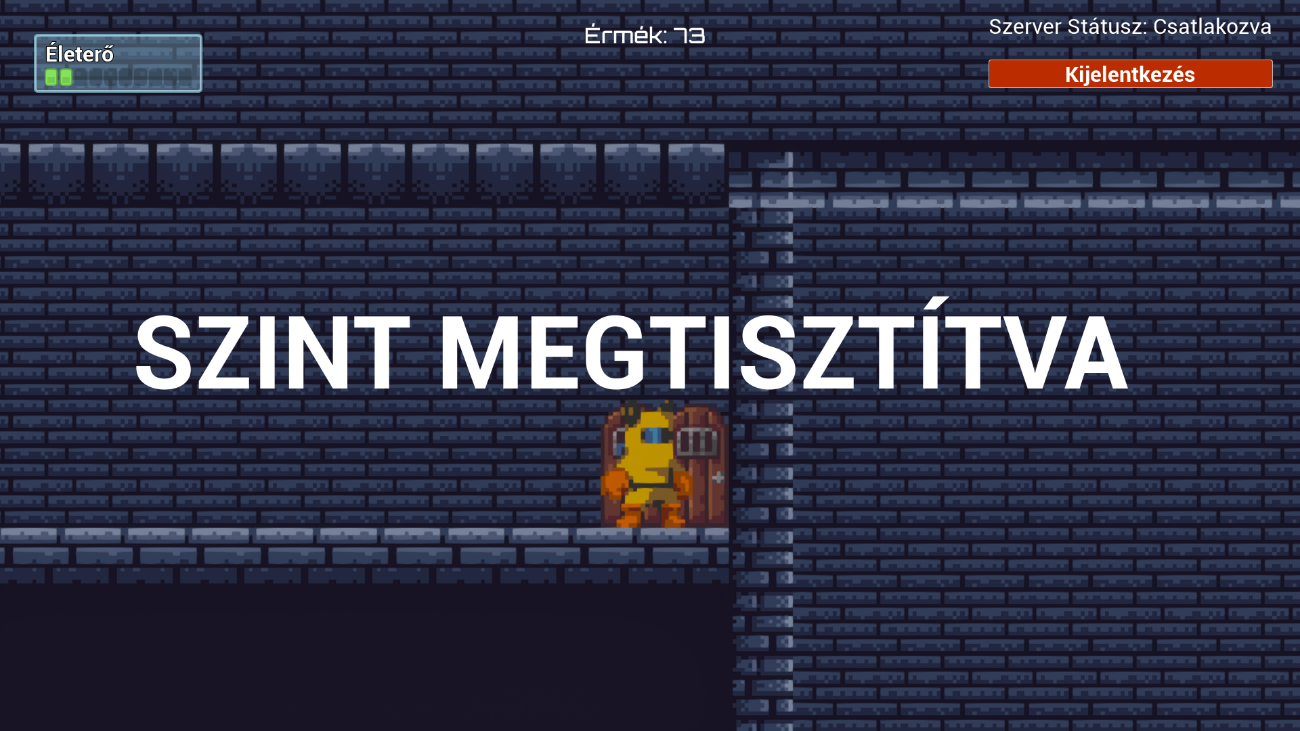 Életerő
Érmék: 73
Szerver Státusz: Csatlakozva
Kijelentkezés
SZINT MEGTISZTÍTVA